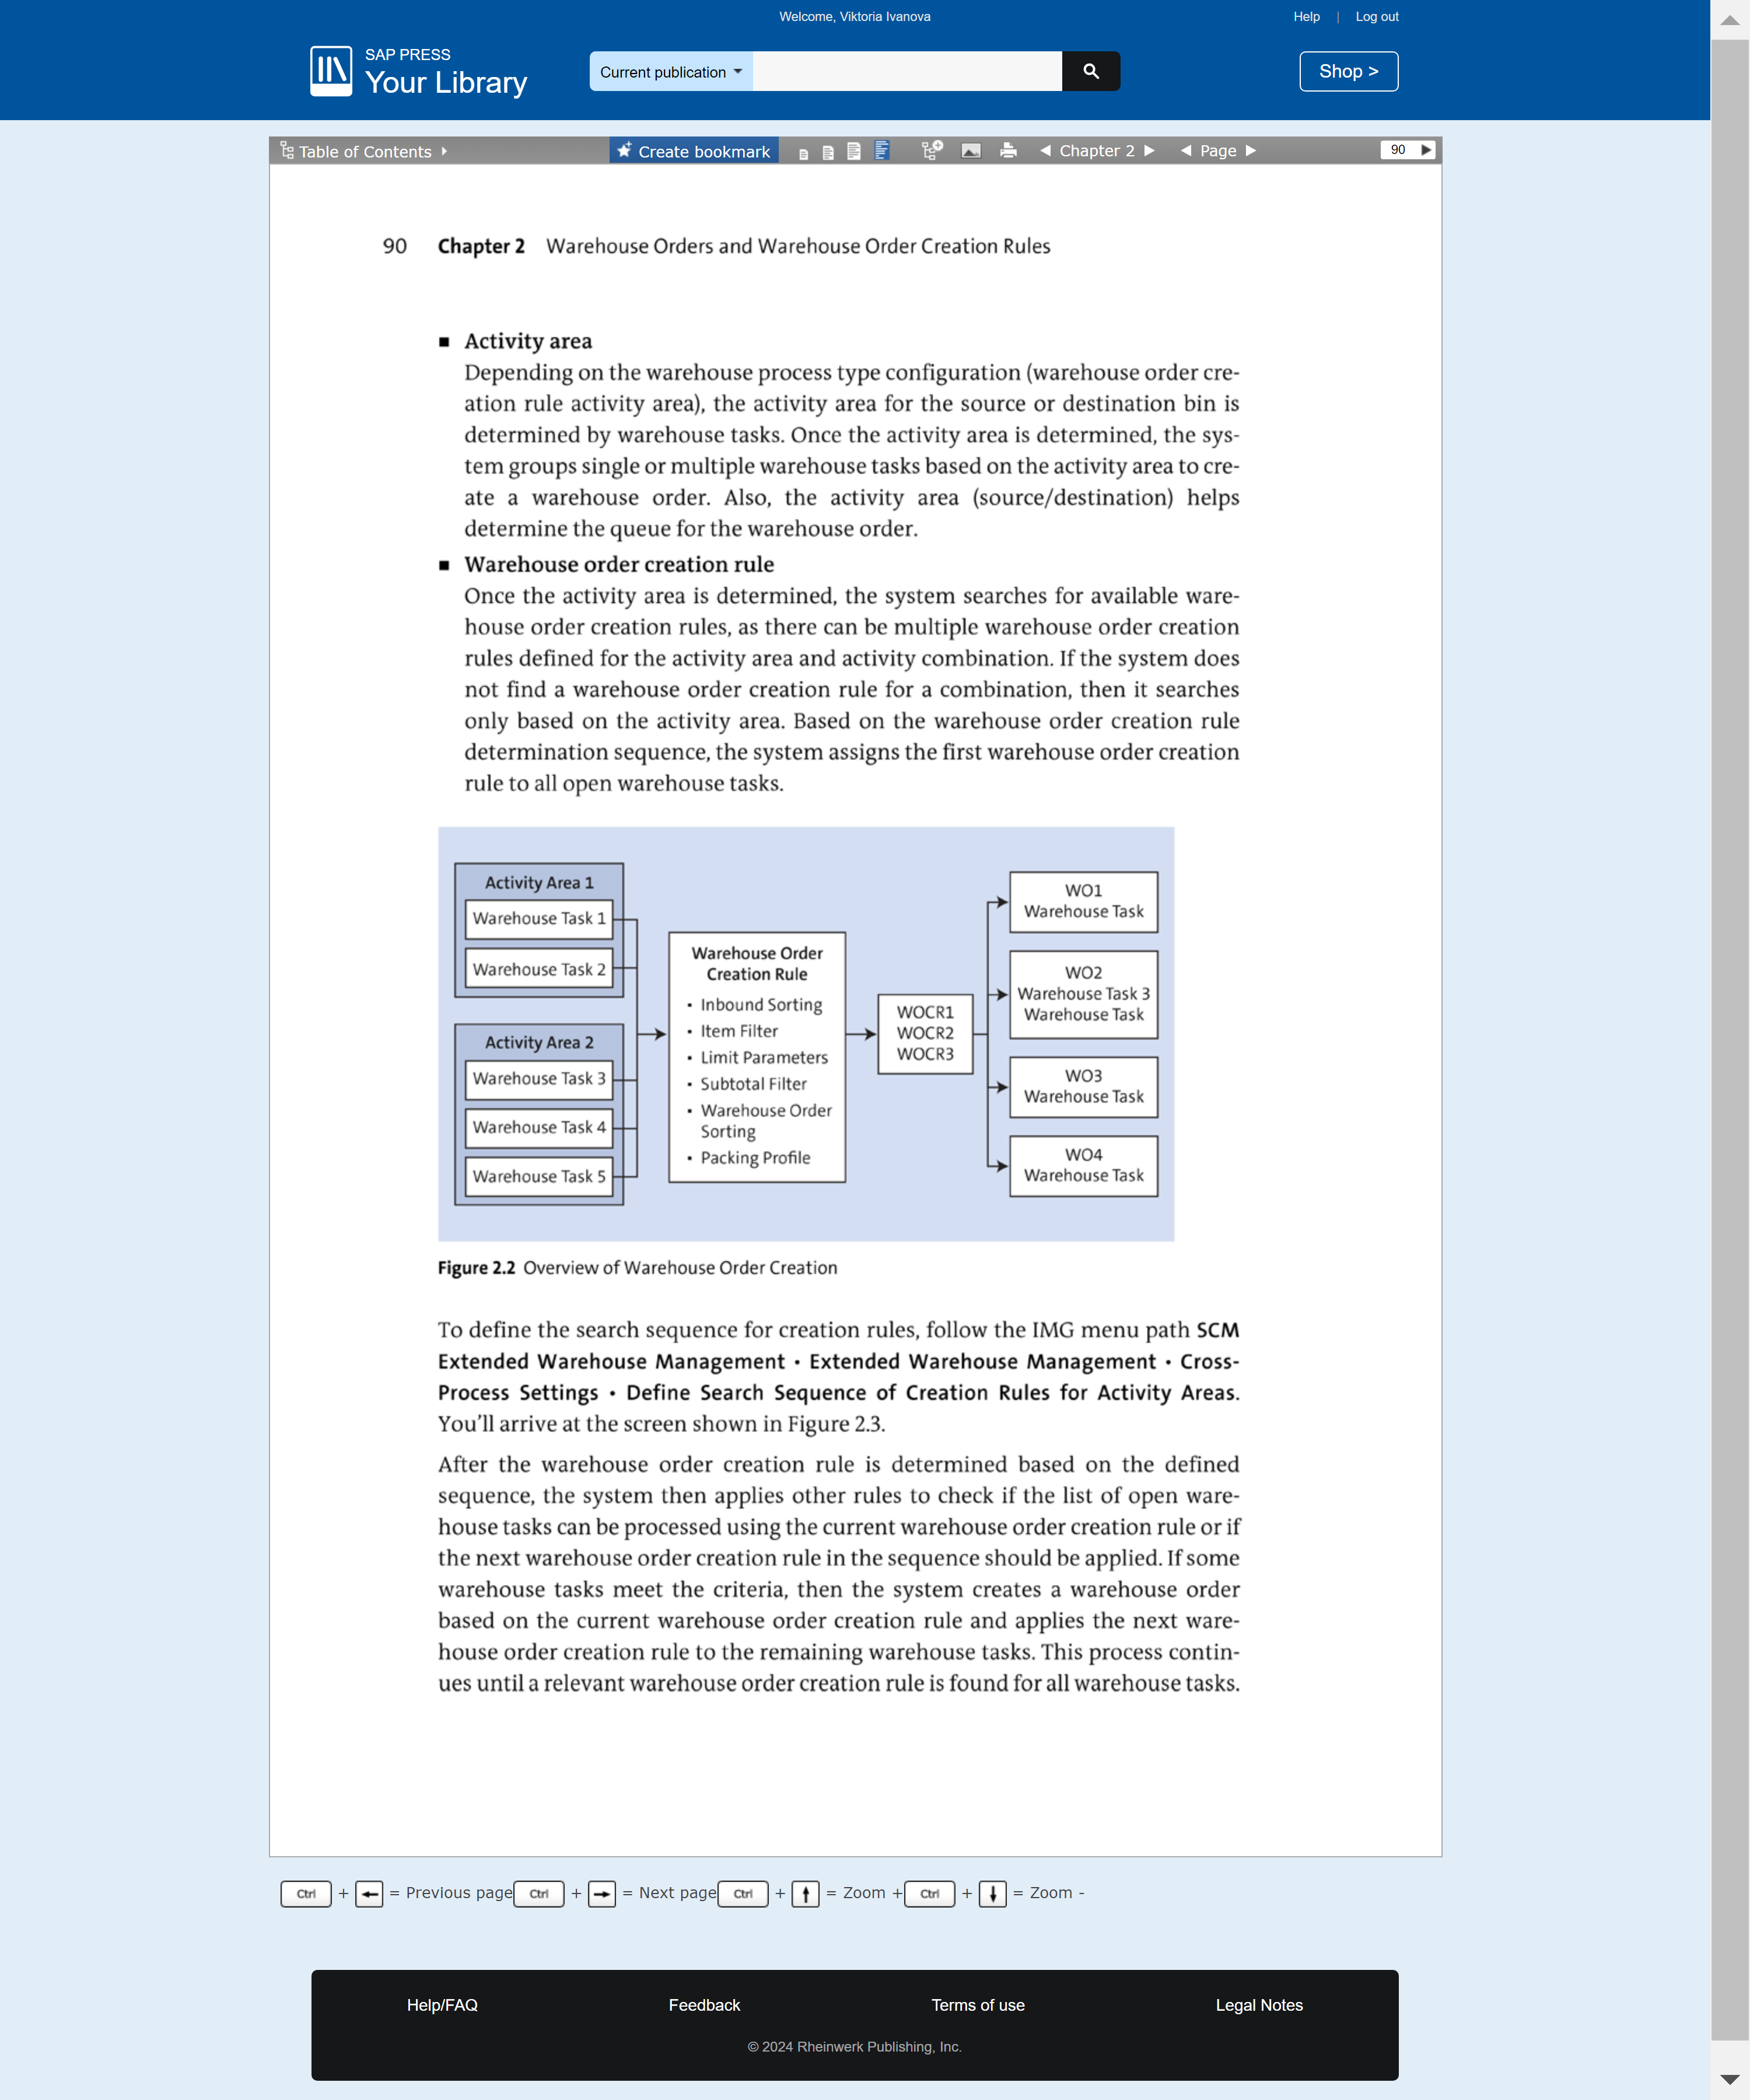 Welcome, Viktoria Ivanova
Help | Log out
SAP PRESS
Your Library
Current publication
Shop >
Table of Contents
Create bookmark
Chapter 2
Page
90
90 Chapter 2 Warehouse Orders and Warehouse Order Creation Rules
■ Activity area
Depending on the warehouse process type configuration (warehouse order cre-
ation rule activity area), the activity area for the source or destination bin is
determined by warehouse tasks. Once the activity area is determined, the sys-
tem groups single or multiple warehouse tasks based on the activity area to cre-
ate a warehouse order. Also, the activity area (source/destination) helps
determine the queue for the warehouse order.
■ Warehouse order creation rule
Once the activity area is determined, the system searches for available ware-
house order creation rules, as there can be multiple warehouse order creation
rules defined for the activity area and activity combination. If the system does
not find a warehouse order creation rule for a combination, then it searches
only based on the activity area. Based on the warehouse order creation rule
determination sequence, the system assigns the first warehouse order creation
rule to all open warehouse tasks.
Activity Area 1
Warehouse Task 1
Warehouse Task 2
Activity Area 2
Warehouse Task 3
Warehouse Task 4
Warehouse Task 5
Warehouse Order
Creation Rule
• Inbound Sorting
• Item Filter
• Limit Parameters
• Subtotal Filter
• Warehouse Order
Sorting
• Packing Profile
WOCR1
WOCR2
WOCR3
WO1
Warehouse Task
WO2
Warehouse Task 3
Warehouse Task
WO3
Warehouse Task
WO4
Warehouse Task
Figure 2.2 Overview of Warehouse Order Creation
To define the search sequence for creation rules, follow the IMG menu path SCM
Extended Warehouse Management • Extended Warehouse Management • Cross-
Process Settings • Define Search Sequence of Creation Rules for Activity Areas.
You'll arrive at the screen shown in Figure 2.3.
After the warehouse order creation rule is determined based on the defined
sequence, the system then applies other rules to check if the list of open ware-
house tasks can be processed using the current warehouse order creation rule or if
the next warehouse order creation rule in the sequence should be applied. If some
warehouse tasks meet the criteria, then the system creates a warehouse order
based on the current warehouse order creation rule and applies the next ware-
house order creation rule to the remaining warehouse tasks. This process contin-
ues until a relevant warehouse order creation rule is found for all warehouse tasks.
Ctrl + ← = Previous page Ctrl + → = Next page Ctrl + ↑ = Zoom + Ctrl + ↓ = Zoom -
Help/FAQ
Feedback
Terms of use
Legal Notes
© 2024 Rheinwerk Publishing, Inc.